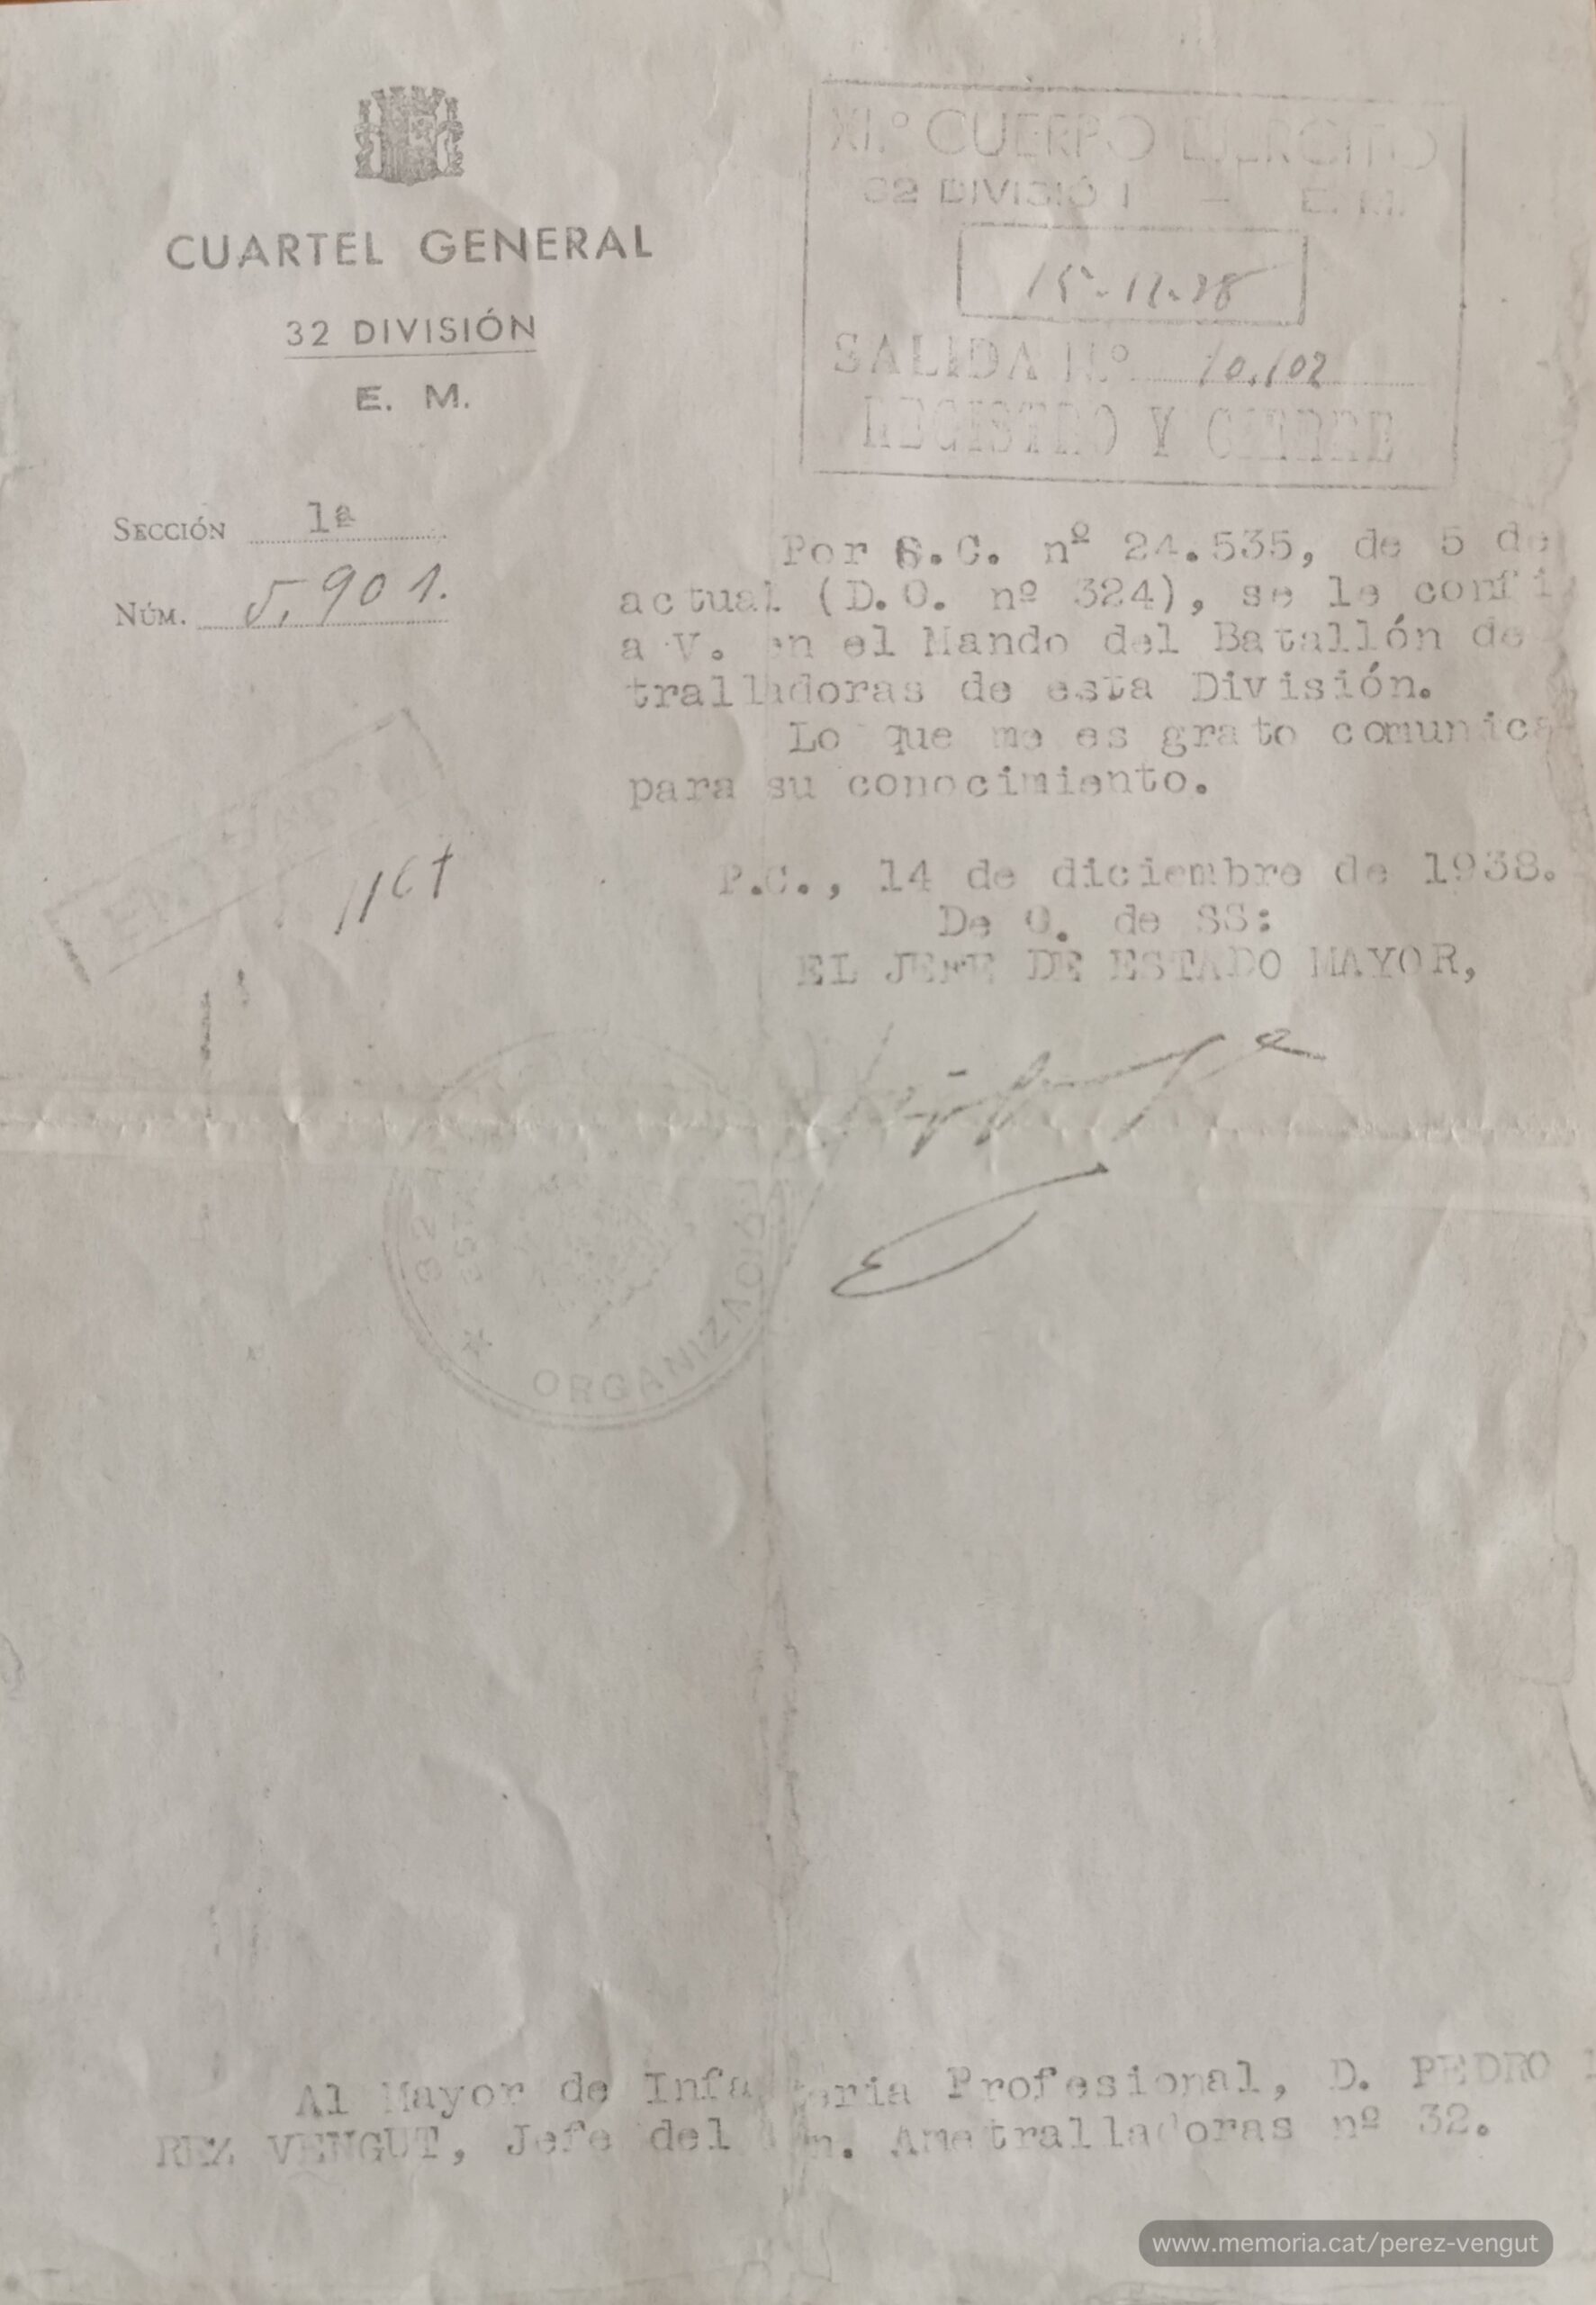 CUARTEL GENERAL
32 DIVISIÓN
E. M.
XI.º CUERPO EJERCITO
32 DIVISIÓN — E. M.
15-12-38
SALIDA N.º 10.102
REGISTRO Y CIERRE
SECCIÓN 1ª
NÚM. 5.901.
Por S.C. nº 24.535, de 5 de
actual (D.O. nº 324), se le confi
a V. en el Mando del Batallón de
tralladoras de esta División.
Lo que me es grato comunica
para su conocimiento.
P.C., 14 de diciembre de 1938.
De O. de SS:
EL JEFE DE ESTADO MAYOR,
32
ORGANIZACIÓN
Al Mayor de Infanteria Profesional, D. PEDRO
REZ VENGUT, Jefe del Bn. Ametralladoras nº 32.
www.memoria.cat/perez-vengut